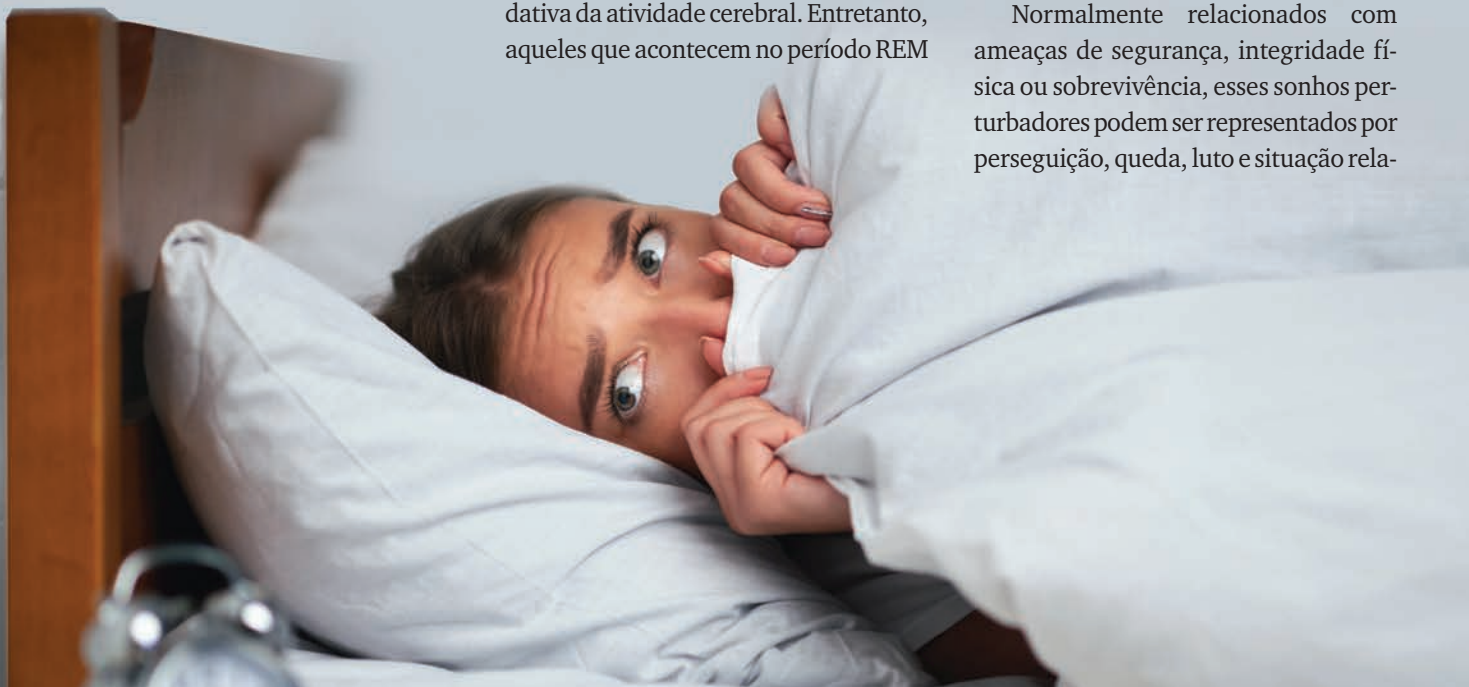 dativa da atividade cerebral. Entretanto,
aqueles que acontecem no período REM
Normalmente relacionados com
ameaças de segurança, integridade fí-
sica ou sobrevivência, esses sonhos per-
turbadores podem ser representados por
perseguição, queda, luto e situação rela-